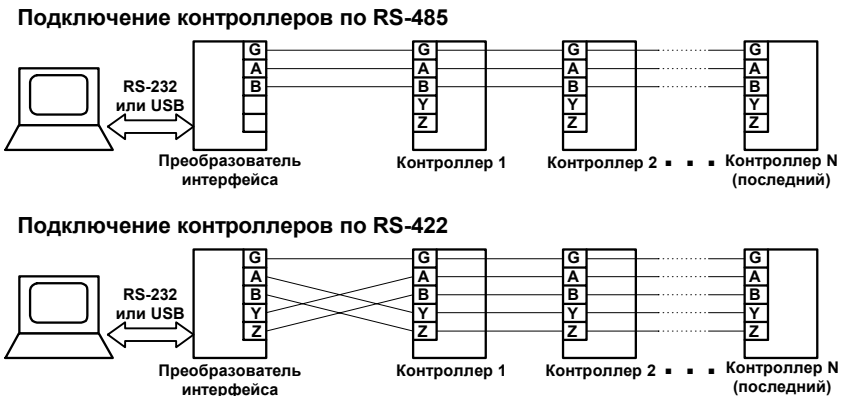 Подключение контроллеров по RS-485
G G G G
A A A A
RS-232 B B B B
или USB Y Y Y
Z Z Z
Преобразователь Контроллер 1 Контроллер 2 ▪ ▪ ▪ Контроллер N
интерфейса (последний)
Подключение контроллеров по RS-422
G G G G
A A A A
RS-232 B B B B
или USB Y Y Y Y
Z Z Z Z
Преобразователь Контроллер 1 Контроллер 2 ▪ ▪ ▪ Контроллер N
интерфейса (последний)